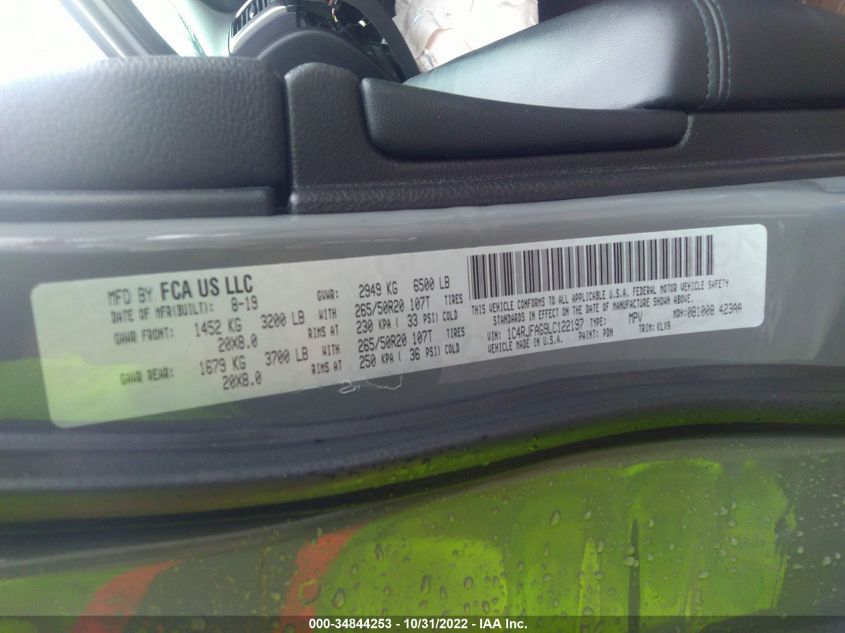 MFD BY FCA US LLC
DATE OF MFR(BUILT): 8-19 GVWR: 2949 KG 6500 LB
GAWR FRONT: 1452 KG 3200 LB WITH 265/50R20 107T TIRES
20X8.0 RIMS AT 230 KPA ( 33 PSI) COLD
GAWR REAR: 1679 KG 3700 LB WITH 265/50R20 107T TIRES
20X8.0 RIMS AT 250 KPA ( 36 PSI) COLD
THIS VEHICLE CONFORMS TO ALL APPLICABLE U.S.A. FEDERAL MOTOR VEHICLE SAFETY
STANDARDS IN EFFECT ON THE DATE OF MANUFACTURE SHOWN ABOVE.
VIN: 1C4RJFAG9LC122197 TYPE: MPV MDH: 081008 423AA
VEHICLE MADE IN U.S.A. PAINT: PDN TRIM: KLX9
000-34844253 - 10/31/2022 - IAA Inc.